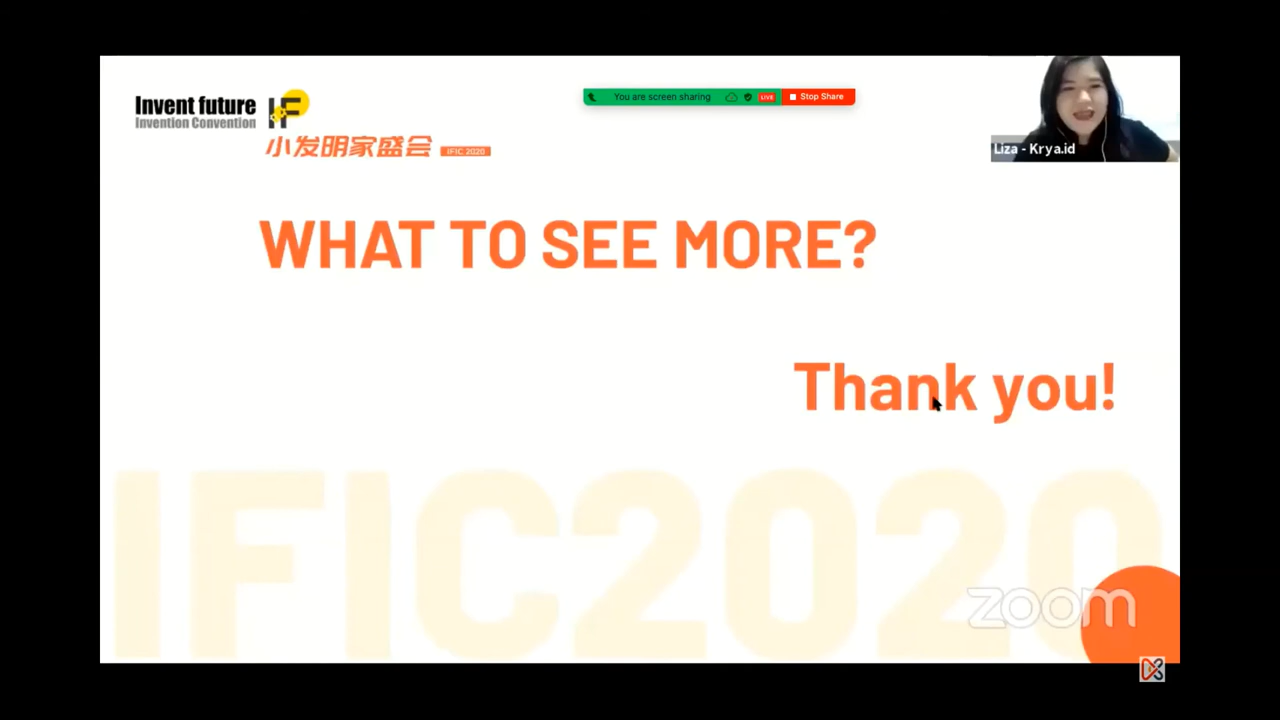 Invent future
Invention Convention
IF
小发明家盛会 IFIC 2020
You are screen sharing
LIVE
Stop Share
Liza - Krya.id
WHAT TO SEE MORE?
Thank you!
IFIC2020
zoom